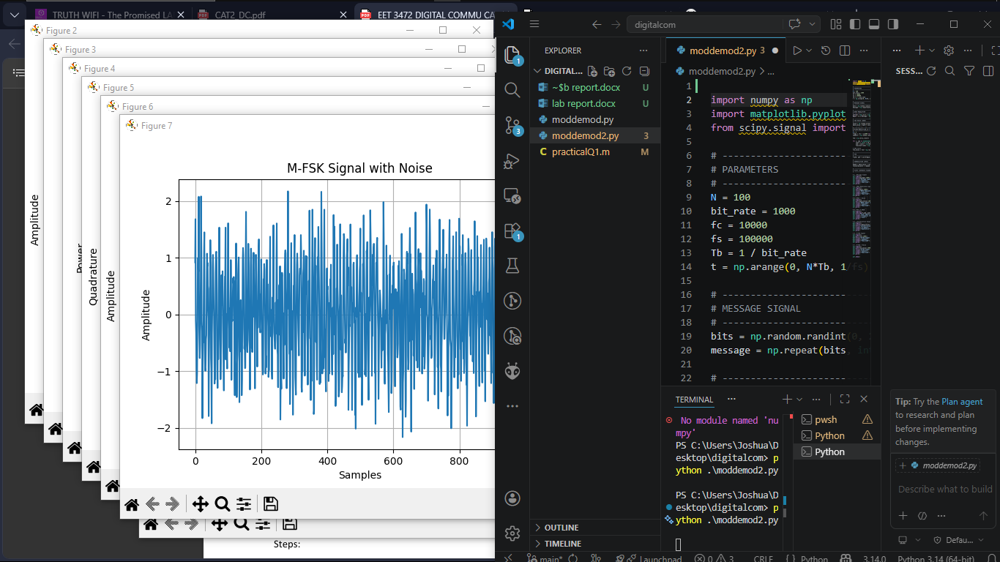 TRUTH WIFI - The Promised LA
CAT2_DC.pdf
EET 3472 DIGITAL COMMU CA
Figure 2
Figure 3
Figure 4
Figure 5
Figure 6
Figure 7
Amplitude
Power
Quadrature
Amplitude
M-FSK Signal with Noise
Amplitude
2
1
0
−1
−2
0
200
400
600
800
Samples
Steps:
digitalcom
EXPLORER
DIGITAL...
~$b report.docx
U
lab report.docx
U
moddemod.py
moddemod2.py
3
practicalQ1.m
M
OUTLINE
TIMELINE
1
3
1
moddemod2.py 3
moddemod2.py > ...
1
2 import numpy as np
3 import matplotlib.pyplot
4 from scipy.signal import
5
6 # ------------------------
7 # PARAMETERS
8 # ------------------------
9 N = 100
10 bit_rate = 1000
11 fc = 10000
12 fs = 100000
13 Tb = 1 / bit_rate
14 t = np.arange(0, N*Tb, 1/fs)
15
16 # ------------------------
17 # MESSAGE SIGNAL
18 # ------------------------
19 bits = np.random.randint(0,
20 message = np.repeat(bits, in
21
22 # ------------------------
TERMINAL
No module named 'nu
mpy'
PS C:\Users\Joshua\D
esktop\digitalcom> p
ython .\moddemod2.py
PS C:\Users\Joshua\D
esktop\digitalcom> p
ython .\moddemod2.py
pwsh
Python
Python
SESS...
Tip: Try the Plan agent
to research and plan
before implementing
changes.
moddemod2.py
Describe what to build
Defau...
main*
Launchpad
0
3
CRLF
Python
3.14.0
Python 3.14 (64-bit)